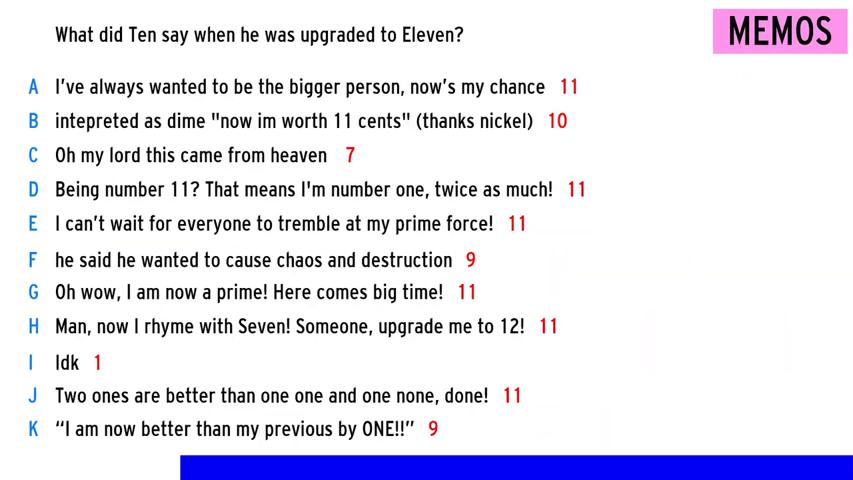 What did Ten say when he was upgraded to Eleven?
MEMOS
A I've always wanted to be the bigger person, now's my chance 11
B intepreted as dime "now im worth 11 cents" (thanks nickel) 10
C Oh my lord this came from heaven 7
D Being number 11? That means I'm number one, twice as much! 11
E I can't wait for everyone to tremble at my prime force! 11
F he said he wanted to cause chaos and destruction 9
G Oh wow, I am now a prime! Here comes big time! 11
H Man, now I rhyme with Seven! Someone, upgrade me to 12! 11
I Idk 1
J Two ones are better than one one and one none, done! 11
K “I am now better than my previous by ONE!!” 9